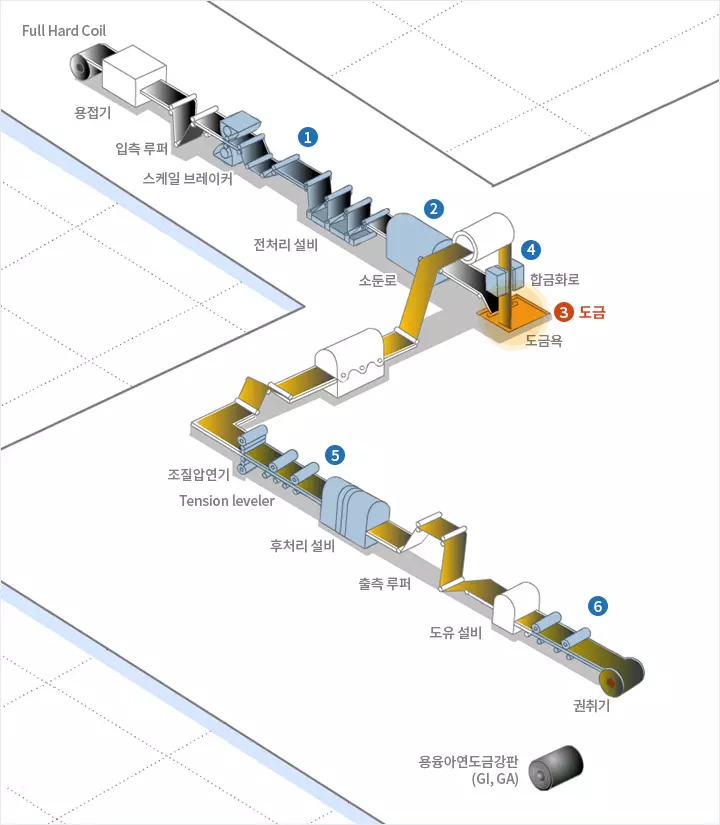 Full Hard Coil
용접기
입측 루퍼
스케일 브레이커
1
전처리 설비
2
소둔로
4
합금화로
3 도금
도금욕
조질압연기
Tension leveler
5
후처리 설비
출측 루퍼
도유 설비
6
권취기
용융아연도금강판
(GI, GA)